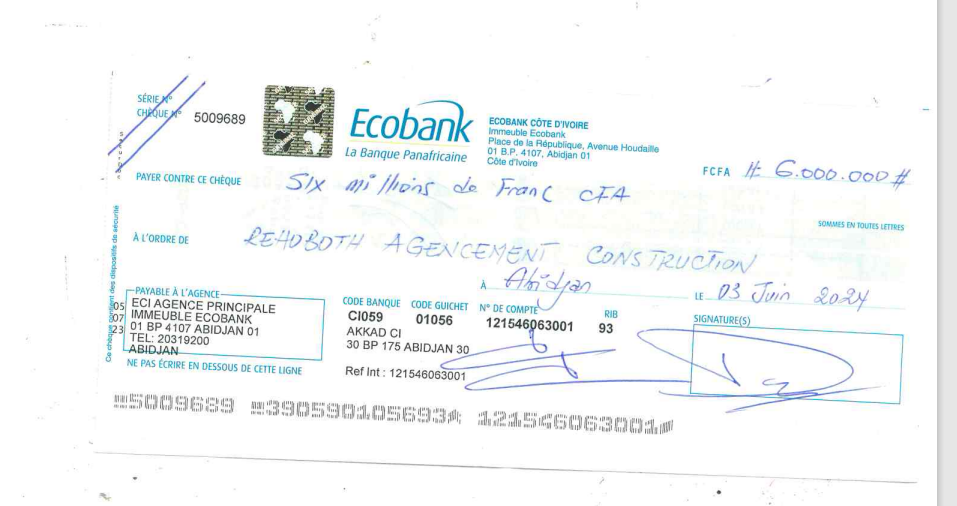 SÉRIE N°
CHÈQUE N° 5009689
Ecobank
La Banque Panafricaine
ECOBANK CÔTE D'IVOIRE
Immeuble Ecobank
Place de la République, Avenue Houdaille
01 B.P. 4107, Abidjan 01
Côte d'Ivoire
FCFA # 6.000.000 #
PAYER CONTRE CE CHÈQUE Six millions de Franc CFA
SOMMES EN TOUTES LETTRES
À L'ORDRE DE REHOBOTH AGENCEMENT CONSTRUCTION
À Abidjan LE 03 Juin 2024
PAYABLE À L'AGENCE
ECI AGENCE PRINCIPALE
IMMEUBLE ECOBANK
01 BP 4107 ABIDJAN 01
TEL: 20319200
ABIDJAN
05
07
23
CODE BANQUE CODE GUICHET N° DE COMPTE RIB
CI059 01056 121546063001 93
AKKAD CI
30 BP 175 ABIDJAN 30
Ref Int : 121546063001
SIGNATURE(S)
NE PAS ÉCRIRE EN DESSOUS DE CETTE LIGNE
Ce chèque contient des dispositifs de sécurité
5009689 390590105693 121546063001